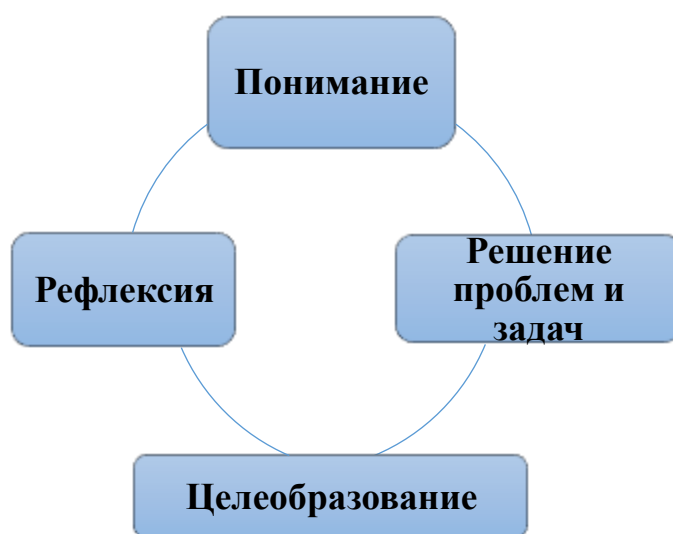 Понимание
Рефлексия
Решение
проблем и
задач
Целеобразование